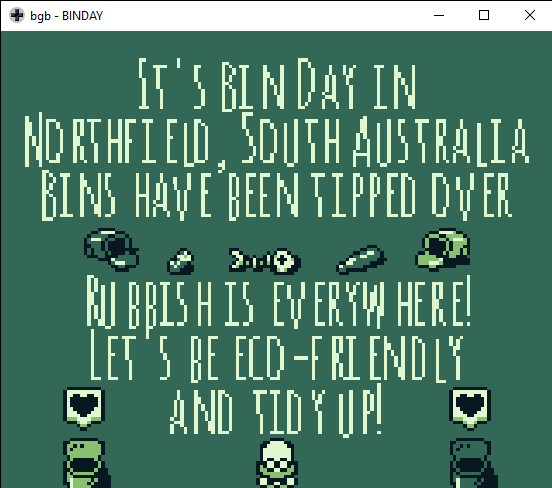 bgb - BINDAY
It's Bin Day in
Northfield, South Australia
Bins have been tipped over
Rubbish is everywhere!
Let's be eco-friendly
and tidy up!